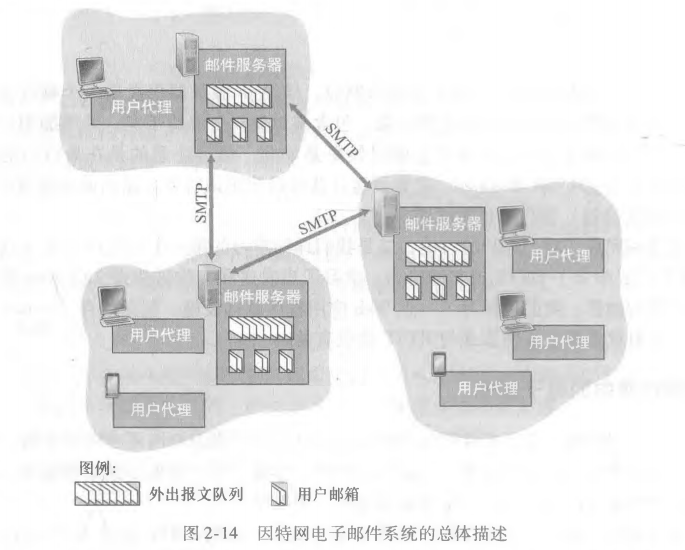 邮件服务器
用户代理
SMTP
SMTP
SMTP
邮件服务器
用户代理
用户代理
用户代理
邮件服务器
用户代理
用户代理
图例：
外出报文队列
用户邮箱
图 2-14 因特网电子邮件系统的总体描述